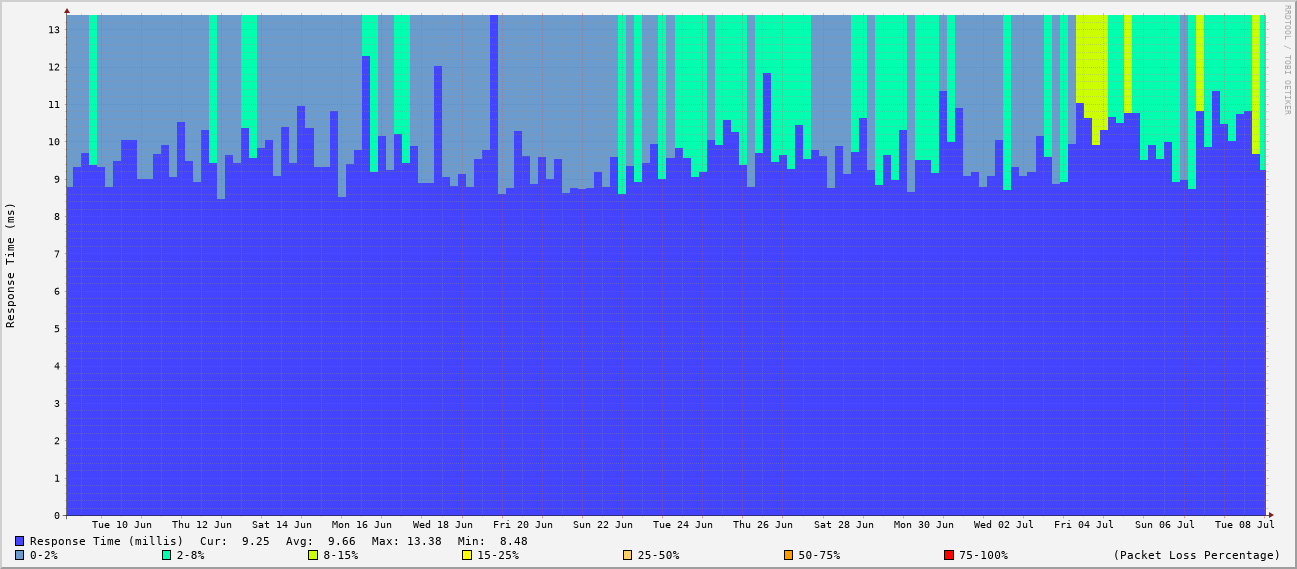 RRDTOOL / TOBI OETIKER
Response Time (ms)
13
12
11
10
9
8
7
6
5
4
3
2
1
0
Tue 10 Jun Thu 12 Jun Sat 14 Jun Mon 16 Jun Wed 18 Jun Fri 20 Jun Sun 22 Jun Tue 24 Jun Thu 26 Jun Sat 28 Jun Mon 30 Jun Wed 02 Jul Fri 04 Jul Sun 06 Jul Tue 08 Jul
Response Time (millis) Cur: 9.25 Avg: 9.66 Max: 13.38 Min: 8.48
0-2% 2-8% 8-15% 15-25% 25-50% 50-75% 75-100% (Packet Loss Percentage)